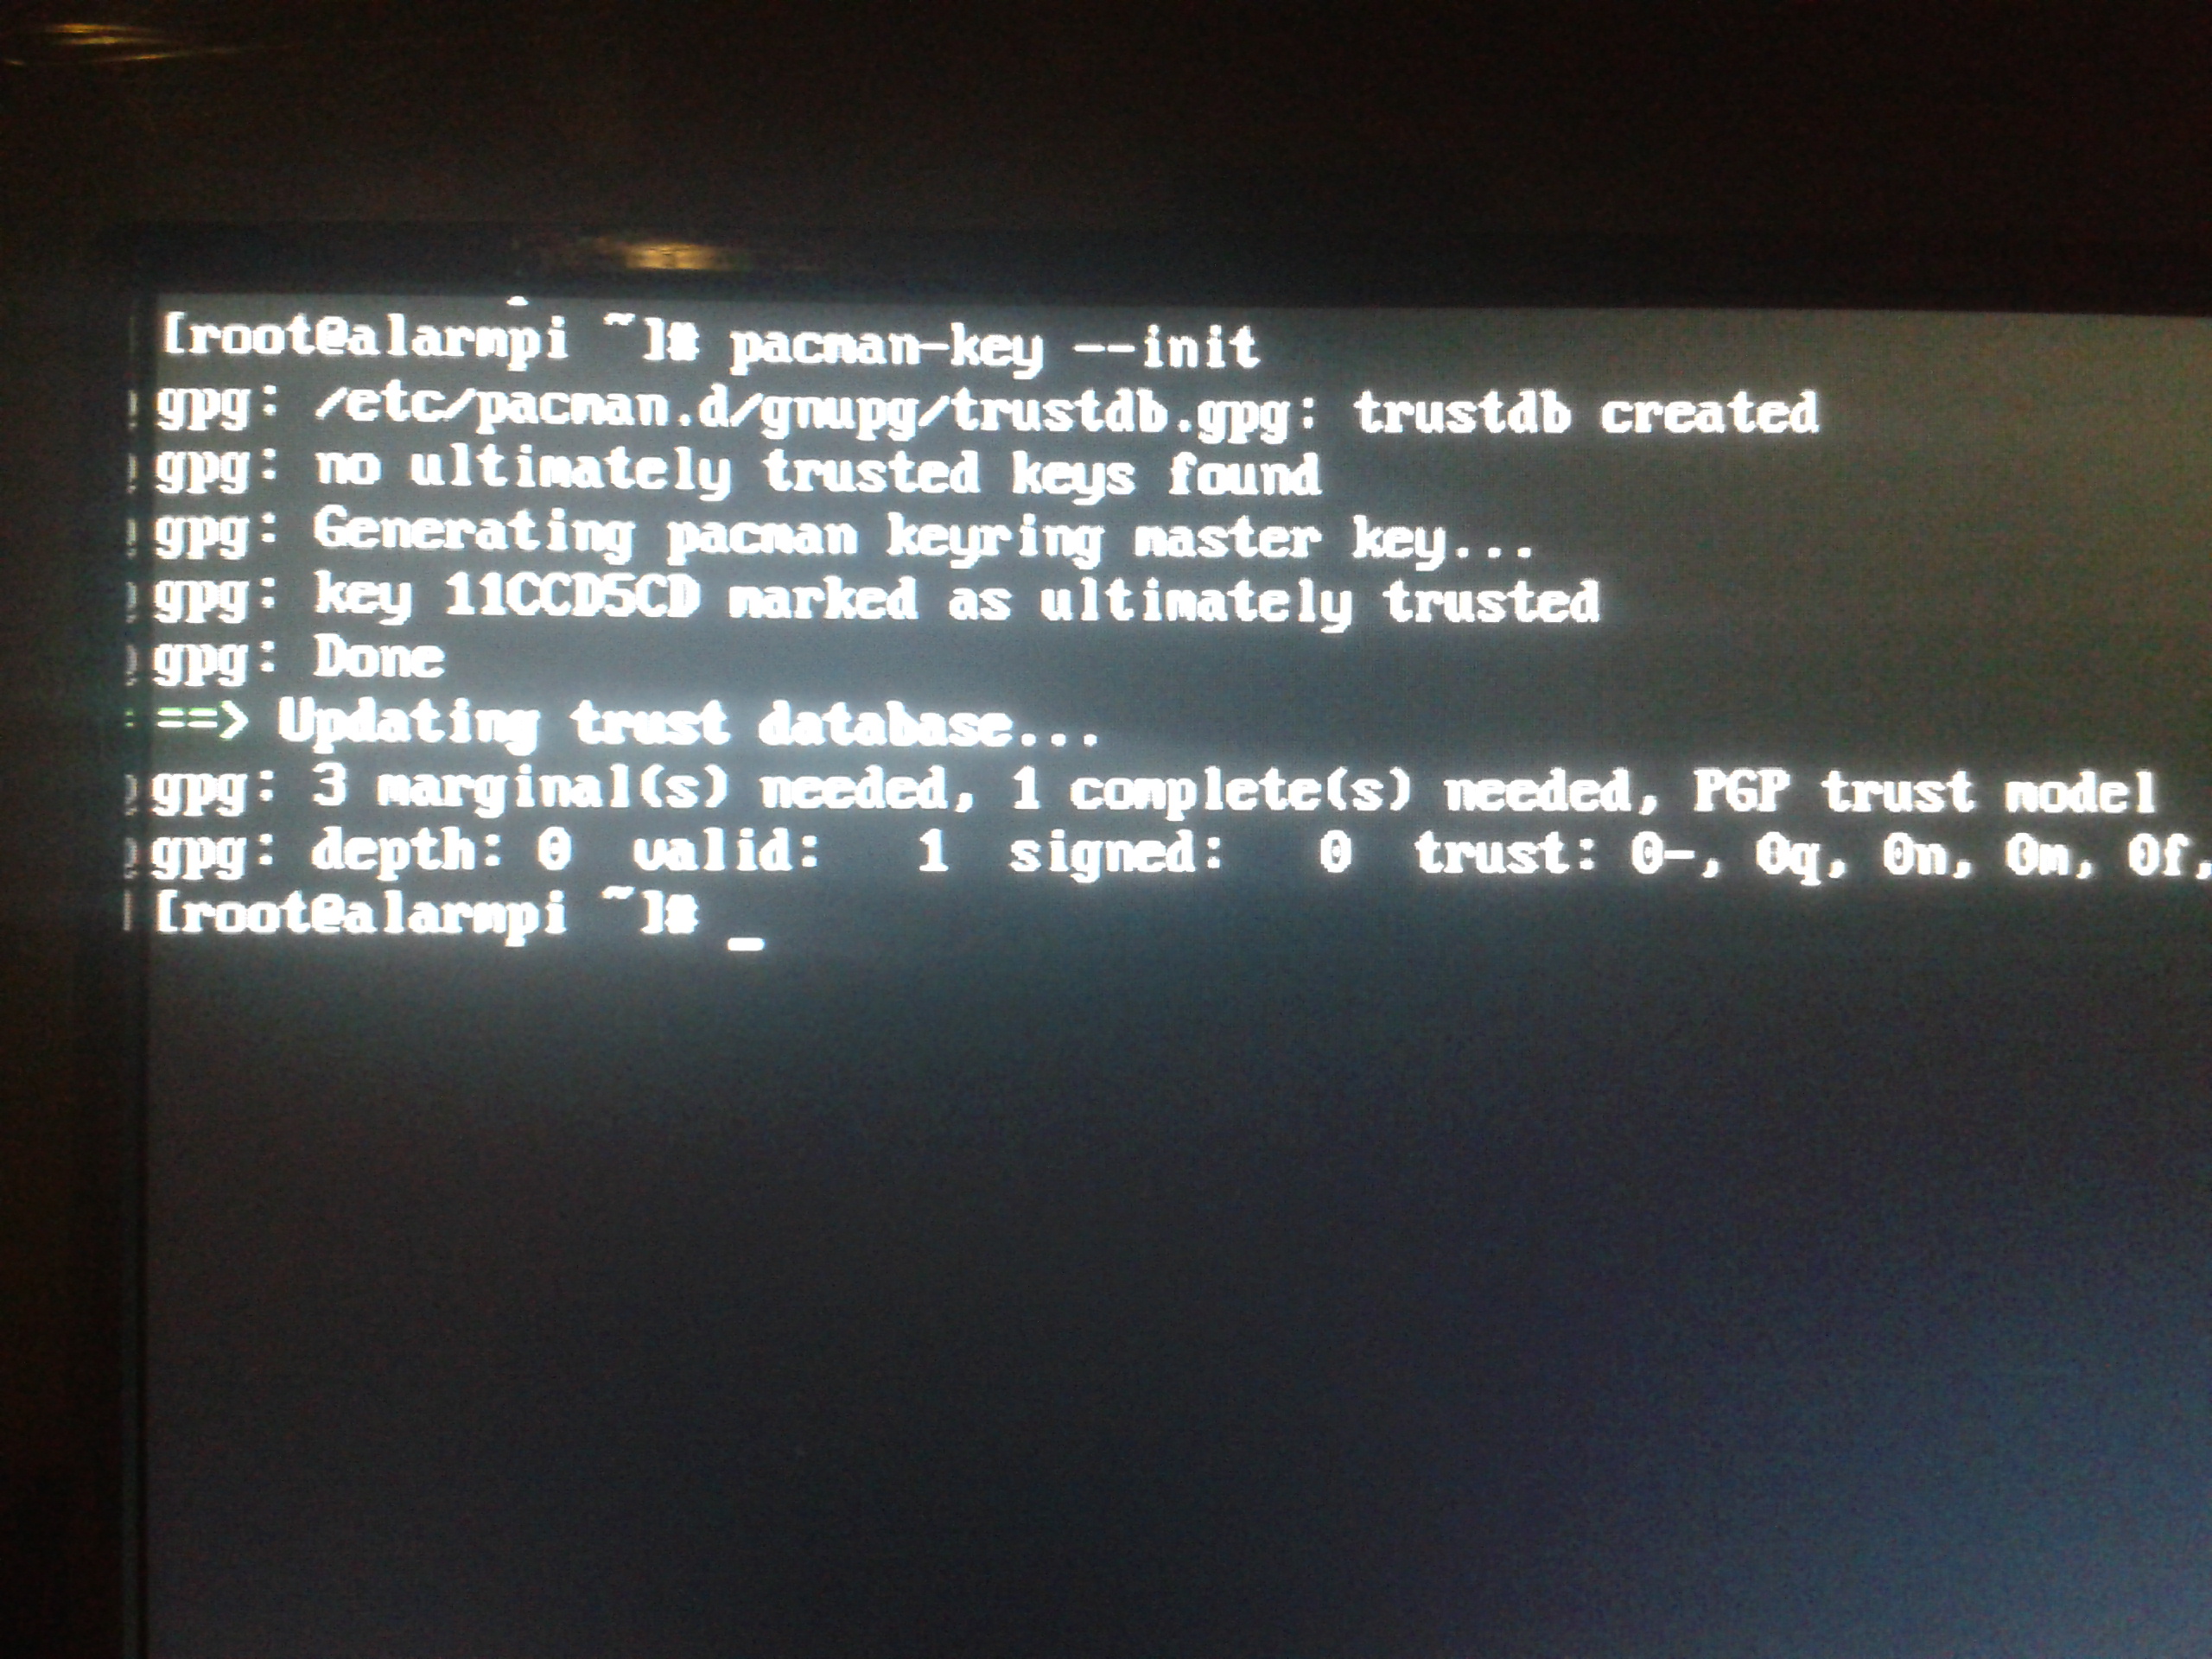 [root@alarmpi ~]# pacman-key --init
gpg: /etc/pacman.d/gnupg/trustdb.gpg: trustdb created
gpg: no ultimately trusted keys found
gpg: Generating pacman keyring master key...
gpg: key 11CCD5CD marked as ultimately trusted
gpg: Done
==> Updating trust database...
gpg: 3 marginal(s) needed, 1 complete(s) needed, PGP trust model
gpg: depth: 0  valid:   1  signed:   0  trust: 0-, 0q, 0n, 0m, 0f,
[root@alarmpi ~]# _